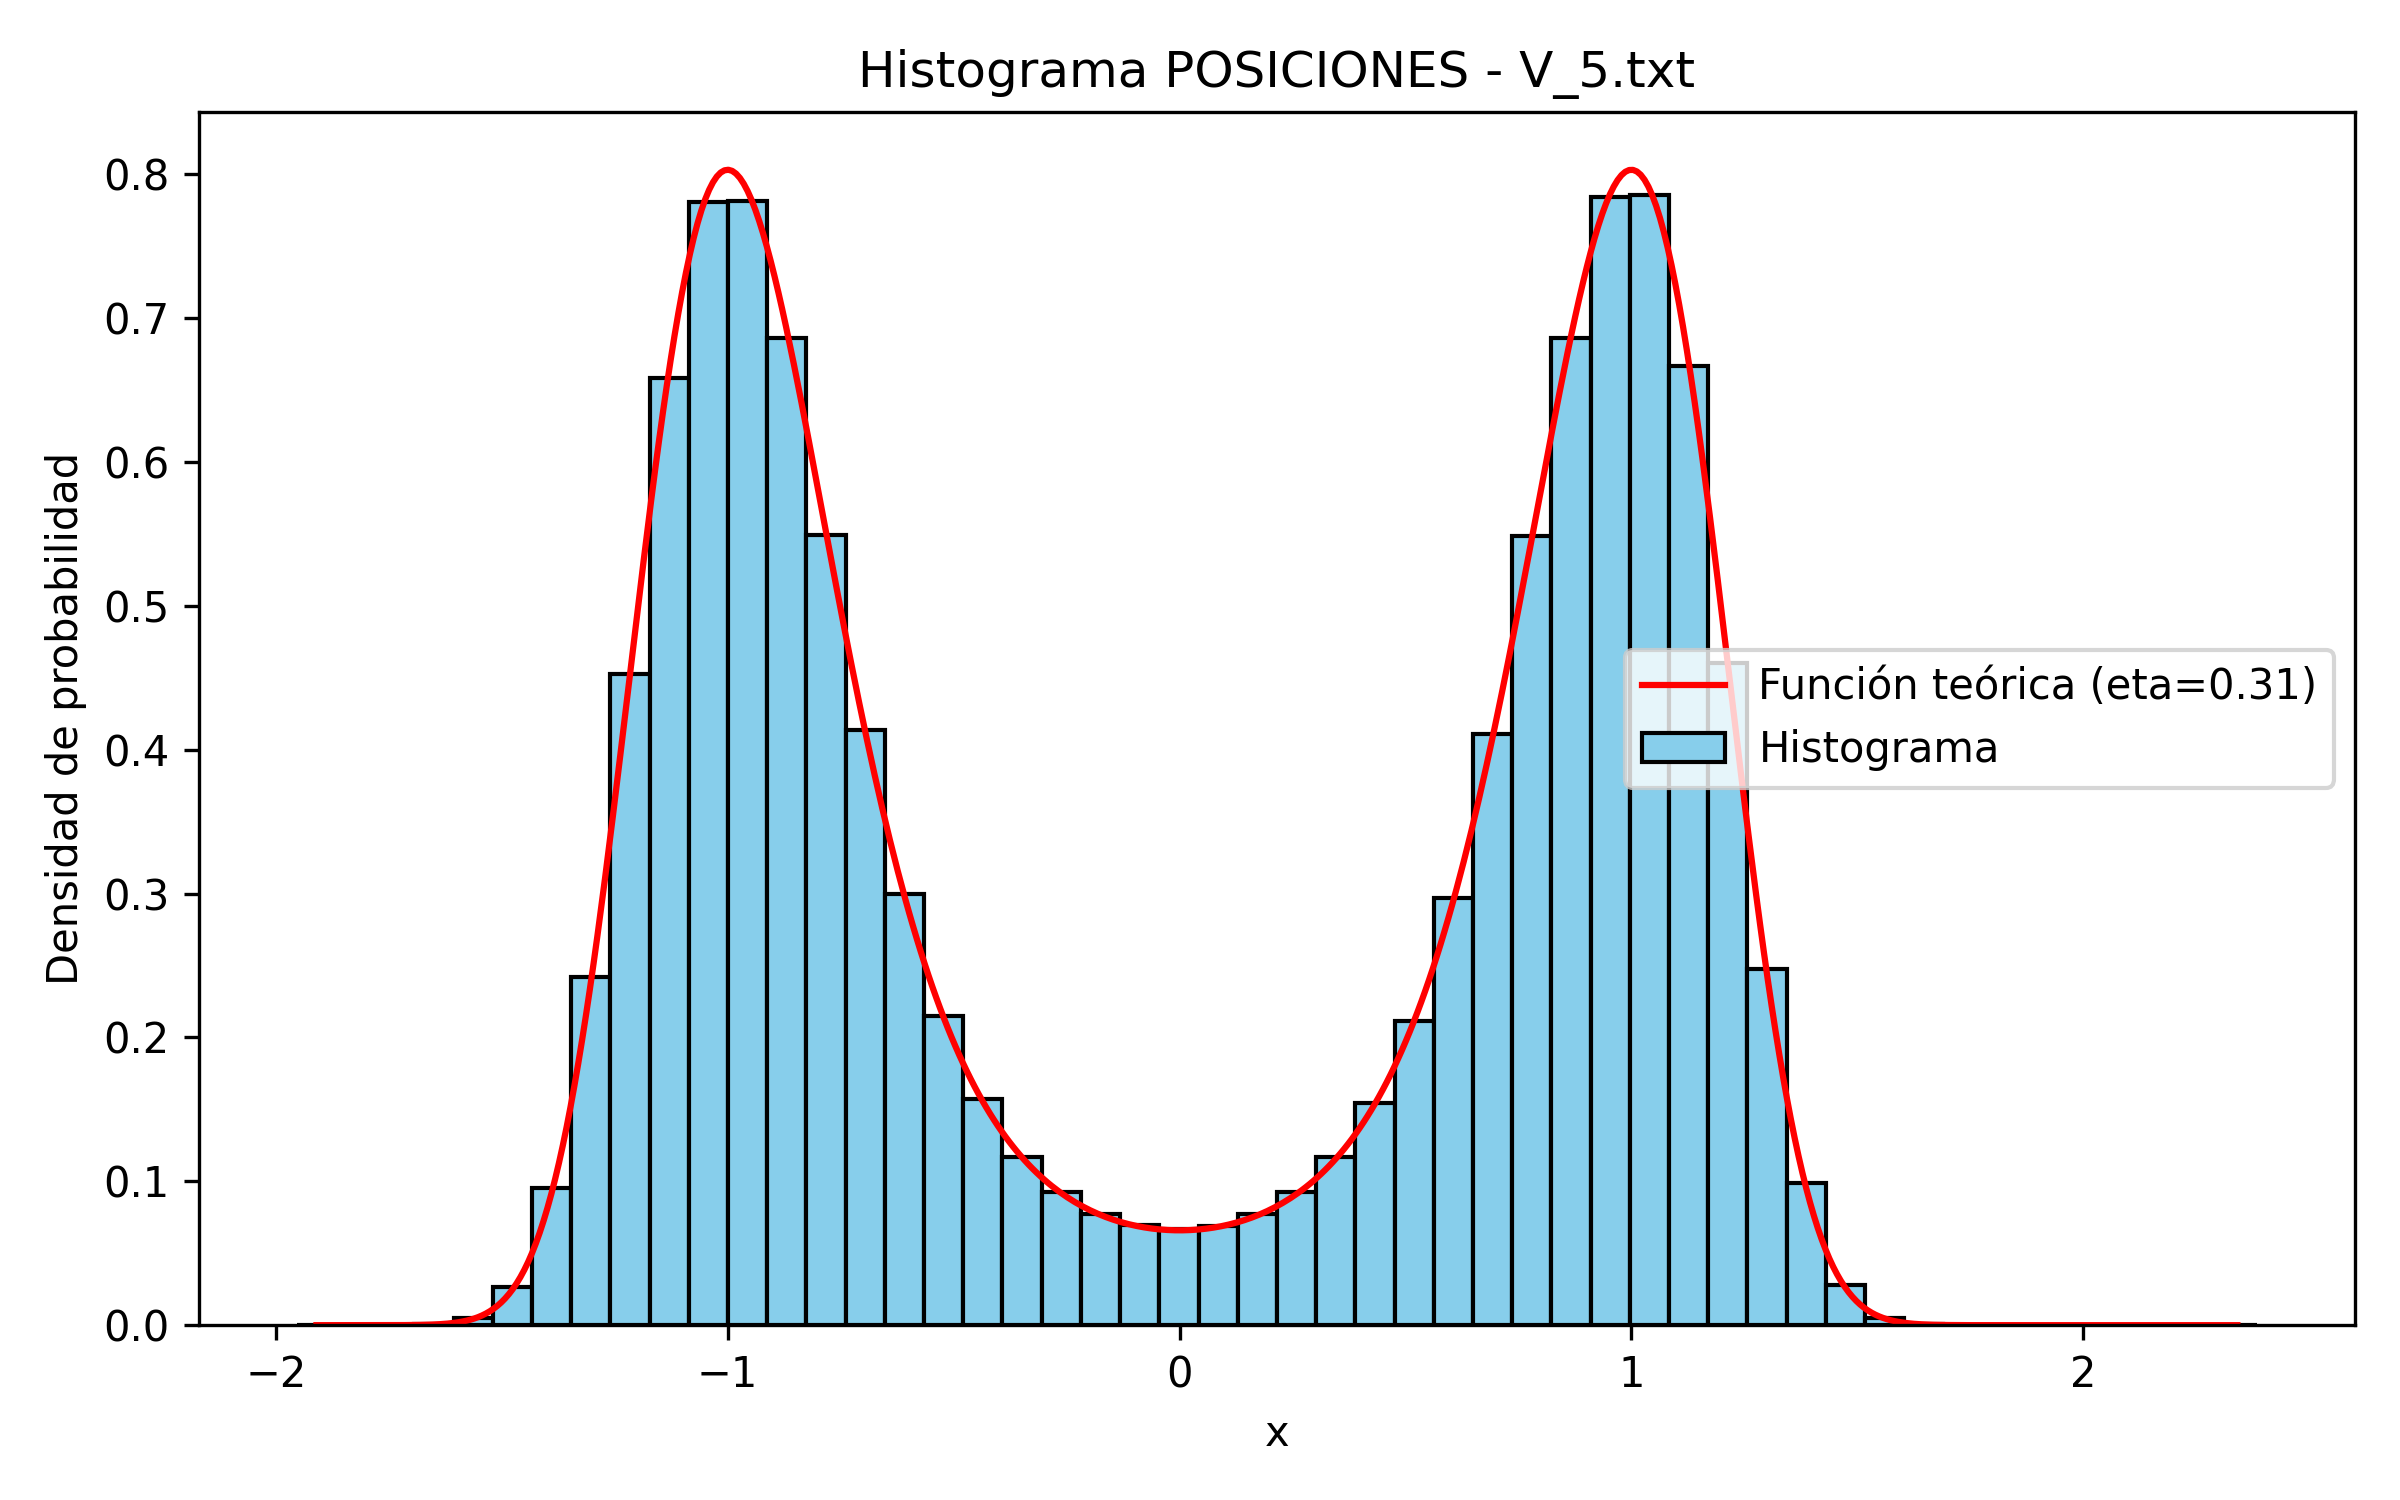 Histograma POSICIONES - V_5.txt
Densidad de probabilidad
0.8
0.7
0.6
0.5
0.4
0.3
0.2
0.1
0.0
Función teórica (eta=0.31)
Histograma
−2 −1 0 1 2
x